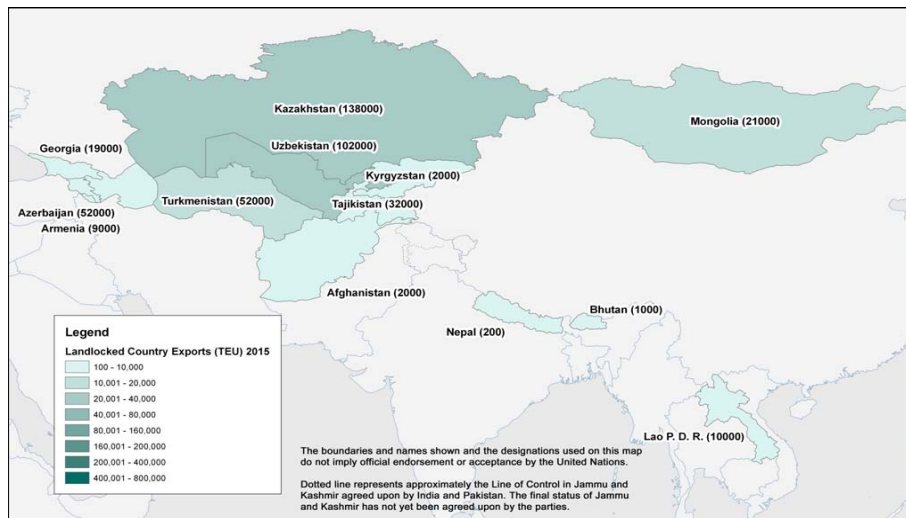 Kazakhstan (138000)
Mongolia (21000)
Uzbekistan (102000)
Georgia (19000)
Kyrgyzstan (2000)
Turkmenistan (52000)
Tajikistan (32000)
Azerbaijan (52000)
Armenia (9000)
Afghanistan (2000)
Bhutan (1000)
Nepal (200)
Lao P. D. R. (10000)
Legend
Landlocked Country Exports (TEU) 2015
100 - 10,000
10,001 - 20,000
20,001 - 40,000
40,001 - 80,000
80,001 - 160,000
160,001 - 200,000
200,001 - 400,000
400,001 - 800,000
The boundaries and names shown and the designations used on this map
do not imply official endorsement or acceptance by the United Nations.
Dotted line represents approximately the Line of Control in Jammu and
Kashmir agreed upon by India and Pakistan. The final status of Jammu
and Kashmir has not yet been agreed upon by the parties.